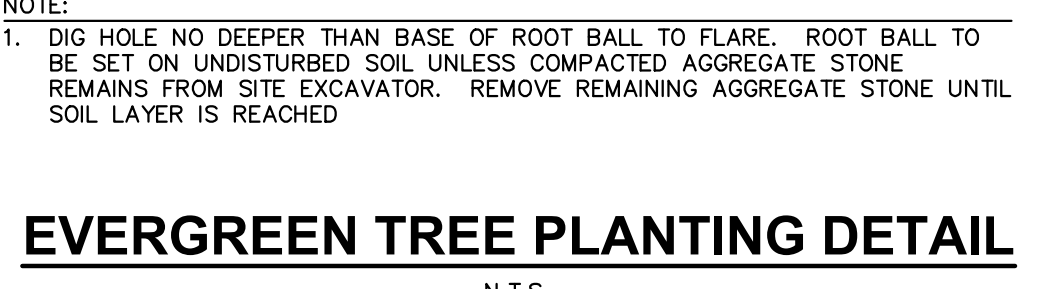 NOTE:
1. DIG HOLE NO DEEPER THAN BASE OF ROOT BALL TO FLARE. ROOT BALL TO
BE SET ON UNDISTURBED SOIL UNLESS COMPACTED AGGREGATE STONE
REMAINS FROM SITE EXCAVATOR. REMOVE REMAINING AGGREGATE STONE UNTIL
SOIL LAYER IS REACHED
EVERGREEN TREE PLANTING DETAIL
N.T.S.